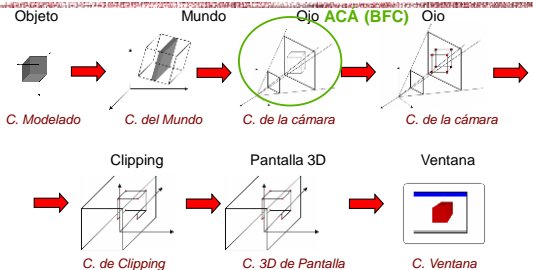 Objeto Mundo Ojo ACÁ (BFC) Ojo
C. Modelado C. del Mundo C. de la cámara C. de la cámara
Clipping Pantalla 3D Ventana
C. de Clipping C. 3D de Pantalla C. Ventana